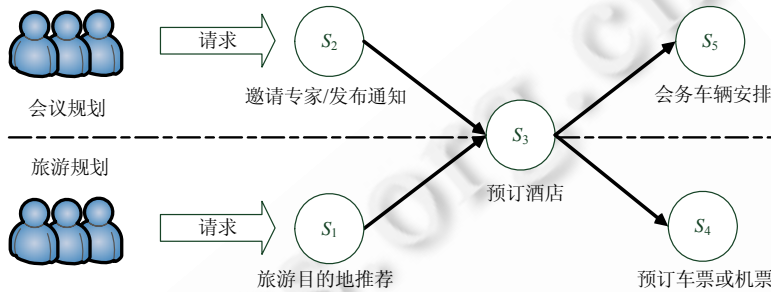 请求
S2
S5
邀请专家/发布通知
会务车辆安排
会议规划
S3
旅游规划
预订酒店
请求
S1
S4
旅游目的地推荐
预订车票或机票